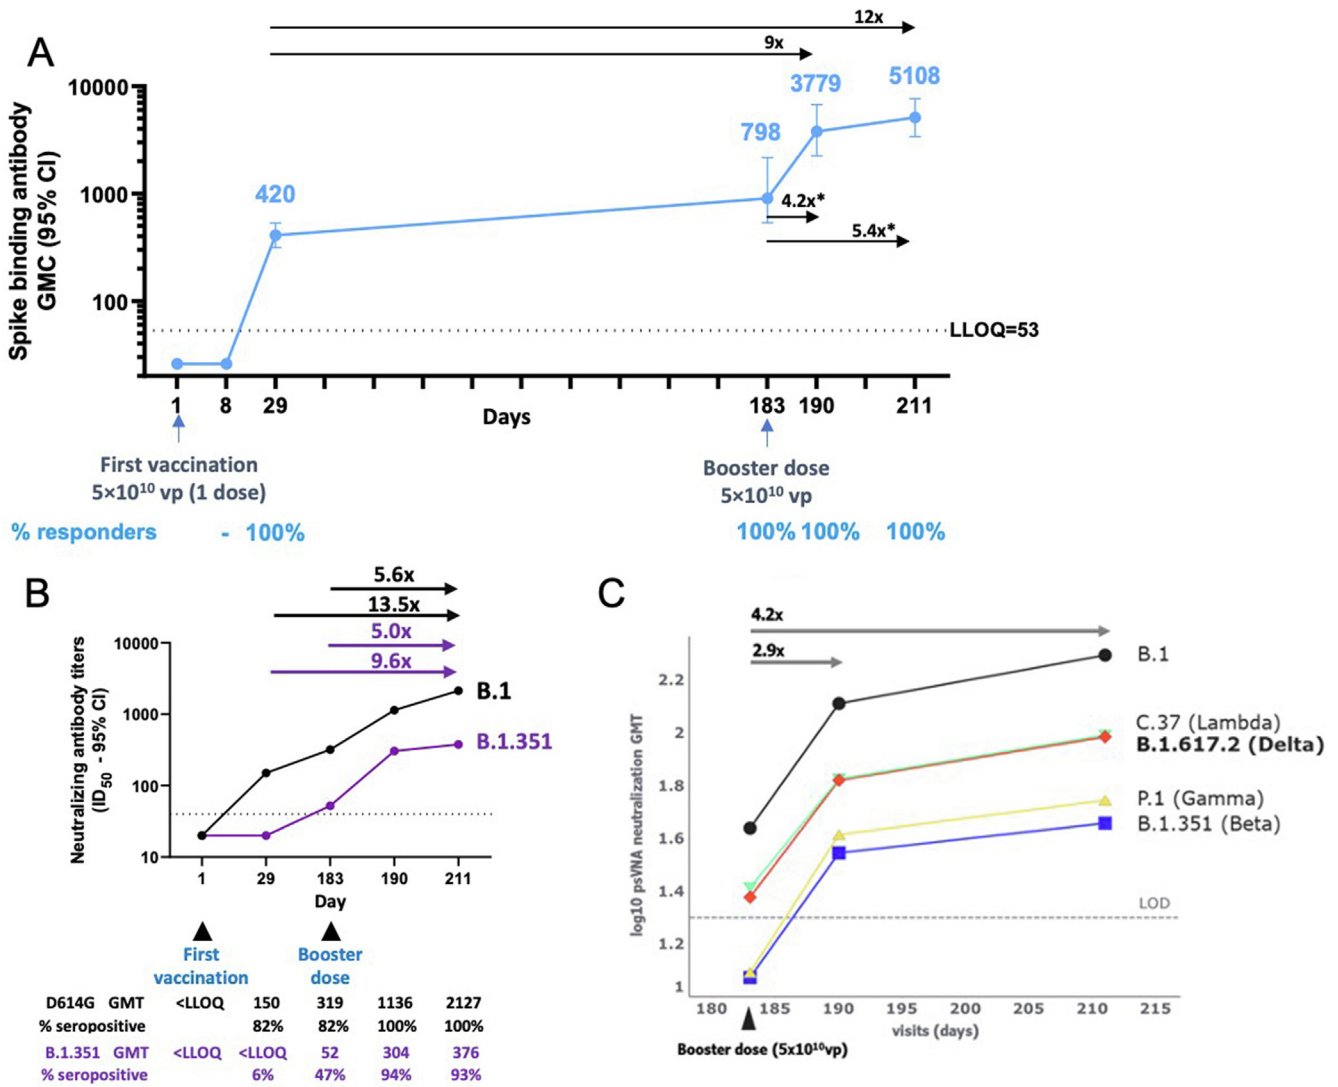 A
12x
9x
Spike binding antibody
GMC (95% CI)
10000
1000
100
420
798
3779
5108
4.2x*
5.4x*
LLOQ=53
1 8 29 183 190 211
Days
First vaccination
5×10¹⁰ vp (1 dose)
Booster dose
5×10¹⁰ vp
% responders - 100% 100% 100% 100%
B
5.6x
13.5x
5.0x
9.6x
Neutralizing antibody titers
(ID₅₀ - 95% CI)
10000
1000
100
10
B.1
B.1.351
1 29 183 190 211
Day
First
vaccination
Booster
dose
D614G GMT <LLOQ 150 319 1136 2127
% seropositive 82% 82% 100% 100%
B.1.351 GMT <LLOQ <LLOQ 52 304 376
% seropositive 6% 47% 94% 93%
C
4.2x
2.9x
log10 psVNA neutralization GMT
2.2
2
1.8
1.6
1.4
1.2
1
B.1
C.37 (Lambda)
B.1.617.2 (Delta)
P.1 (Gamma)
B.1.351 (Beta)
LOD
180 185 190 195 200 205 210 215
visits (days)
Booster dose (5x10¹⁰vp)